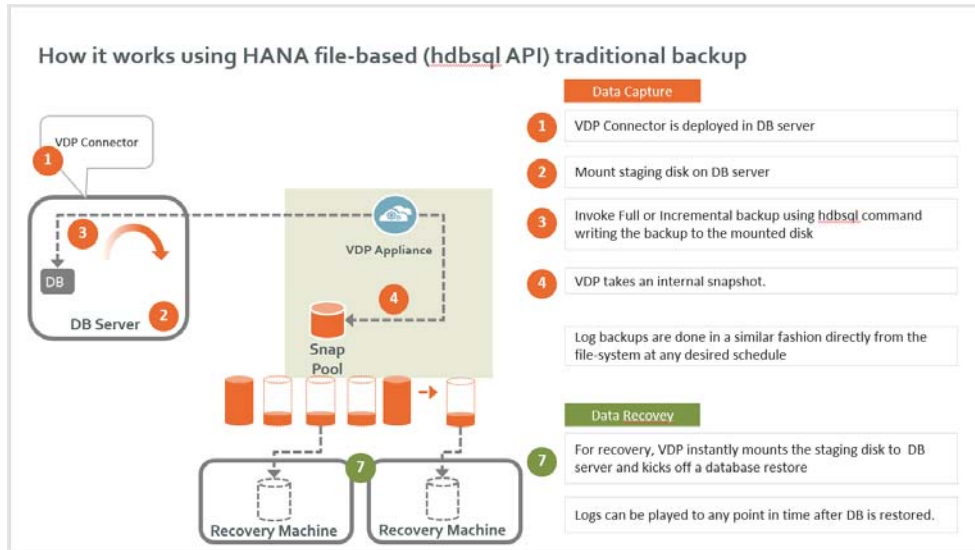 How it works using HANA file-based (hdbsql API) traditional backup
VDP Connector
1
3
DB
DB Server
2
VDP Appliance
4
Snap
Pool
7
Recovery Machine
Recovery Machine
Data Capture
1
VDP Connector is deployed in DB server
2
Mount staging disk on DB server
3
Invoke Full or Incremental backup using hdbsql command
writing the backup to the mounted disk
4
VDP takes an internal snapshot.
Log backups are done in a similar fashion directly from the
file-system at any desired schedule
Data Recovey
7
For recovery, VDP instantly mounts the staging disk to DB
server and kicks off a database restore
Logs can be played to any point in time after DB is restored.